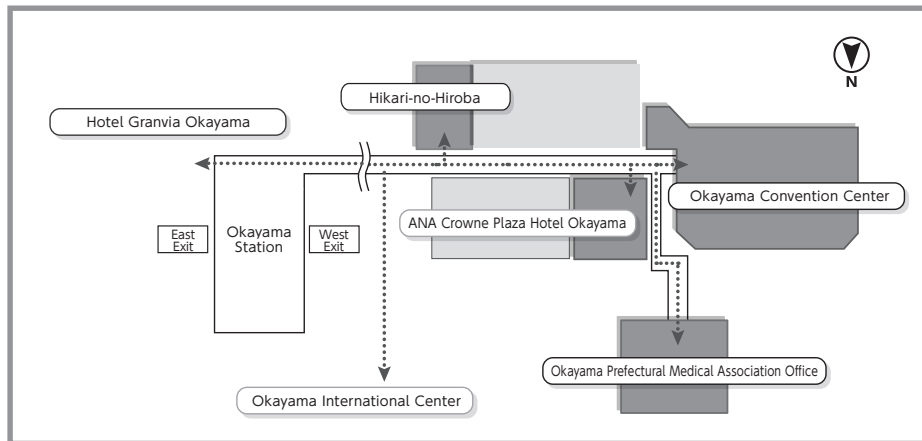 N
Hikari-no-Hiroba
Hotel Granvia Okayama
Okayama Convention Center
ANA Crowne Plaza Hotel Okayama
East
Exit
Okayama
Station
West
Exit
Okayama Prefectural Medical Association Office
Okayama International Center